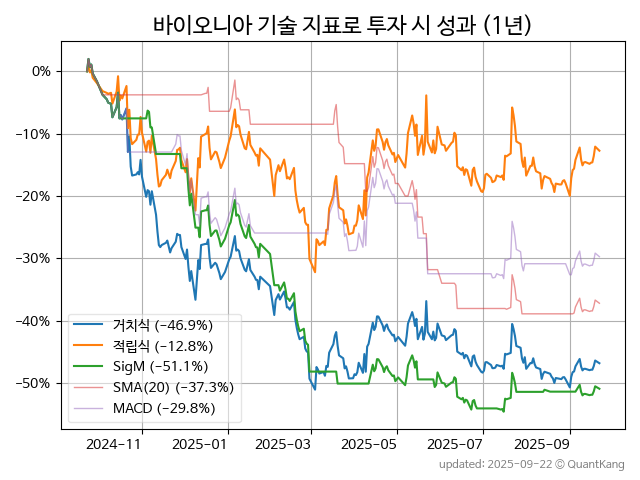 바이오니아 기술 지표로 투자 시 성과 (1년)
0%
−10%
−20%
−30%
−40%
−50%
거치식 (−46.9%)
적립식 (−12.8%)
SigM (−51.1%)
SMA(20) (−37.3%)
MACD (−29.8%)
2024-11
2025-01
2025-03
2025-05
2025-07
2025-09
updated: 2025-09-22 © QuantKang